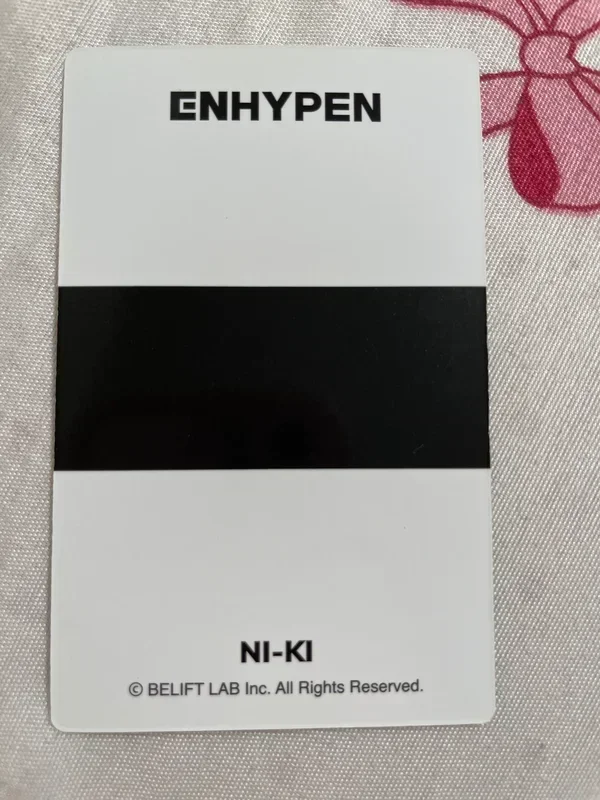 ENHYPEN
NI-KI
© BELIFT LAB Inc. All Rights Reserved.